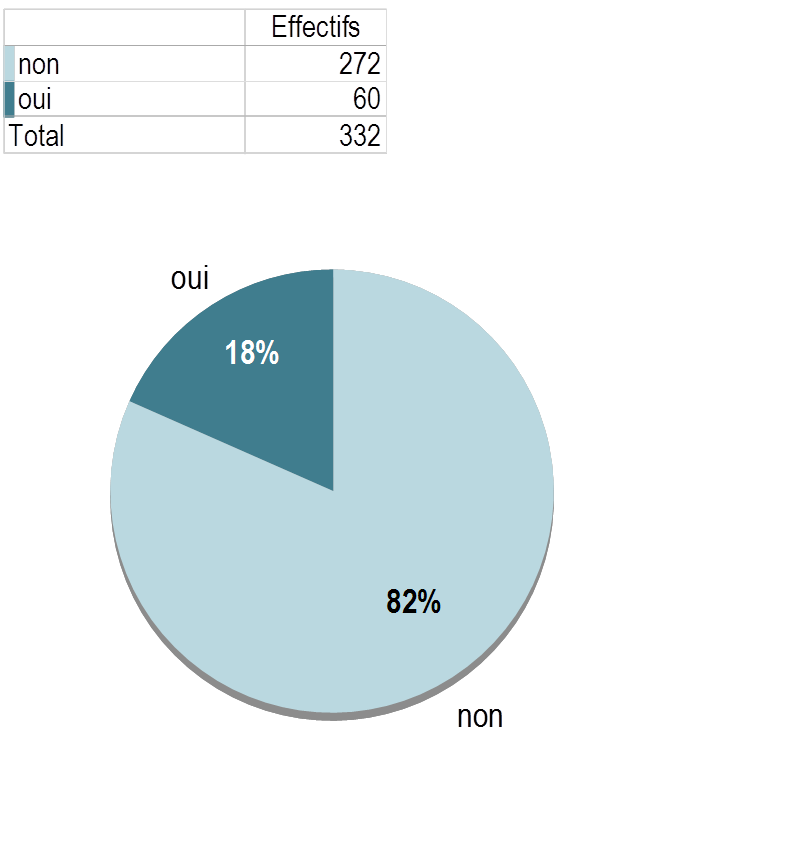 Effectifs
non 272
oui 60
Total 332
oui
18%
82%
non